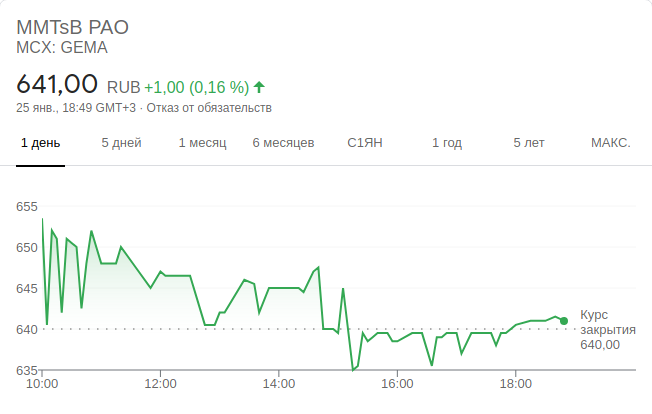 MMTsB PAO
MCX: GEMA
641,00 RUB +1,00 (0,16 %)
25 янв., 18:49 GMT+3 · Отказ от обязательств
1 день 5 дней 1 месяц 6 месяцев С1ЯН 1 год 5 лет МАКС.
655
650
645
640
635
Курс
закрытия
640,00
10:00 12:00 14:00 16:00 18:00